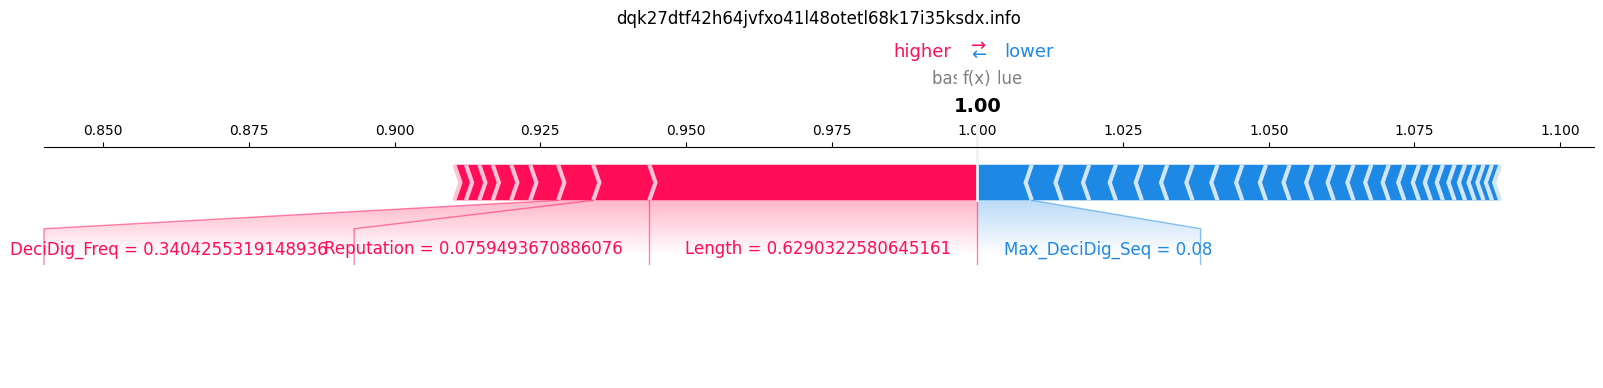 dqk27dtf42h64jvfxo41l48otetl68k17i35ksdx.info
higher ⇄ lower
f(x)
1.00
0.850 0.875 0.900 0.925 0.950 0.975 1.000 1.025 1.050 1.075 1.100
DeciDig_Freq = 0.3404255319148936 Reputation = 0.0759493670886076 Length = 0.6290322580645161 Max_DeciDig_Seq = 0.08